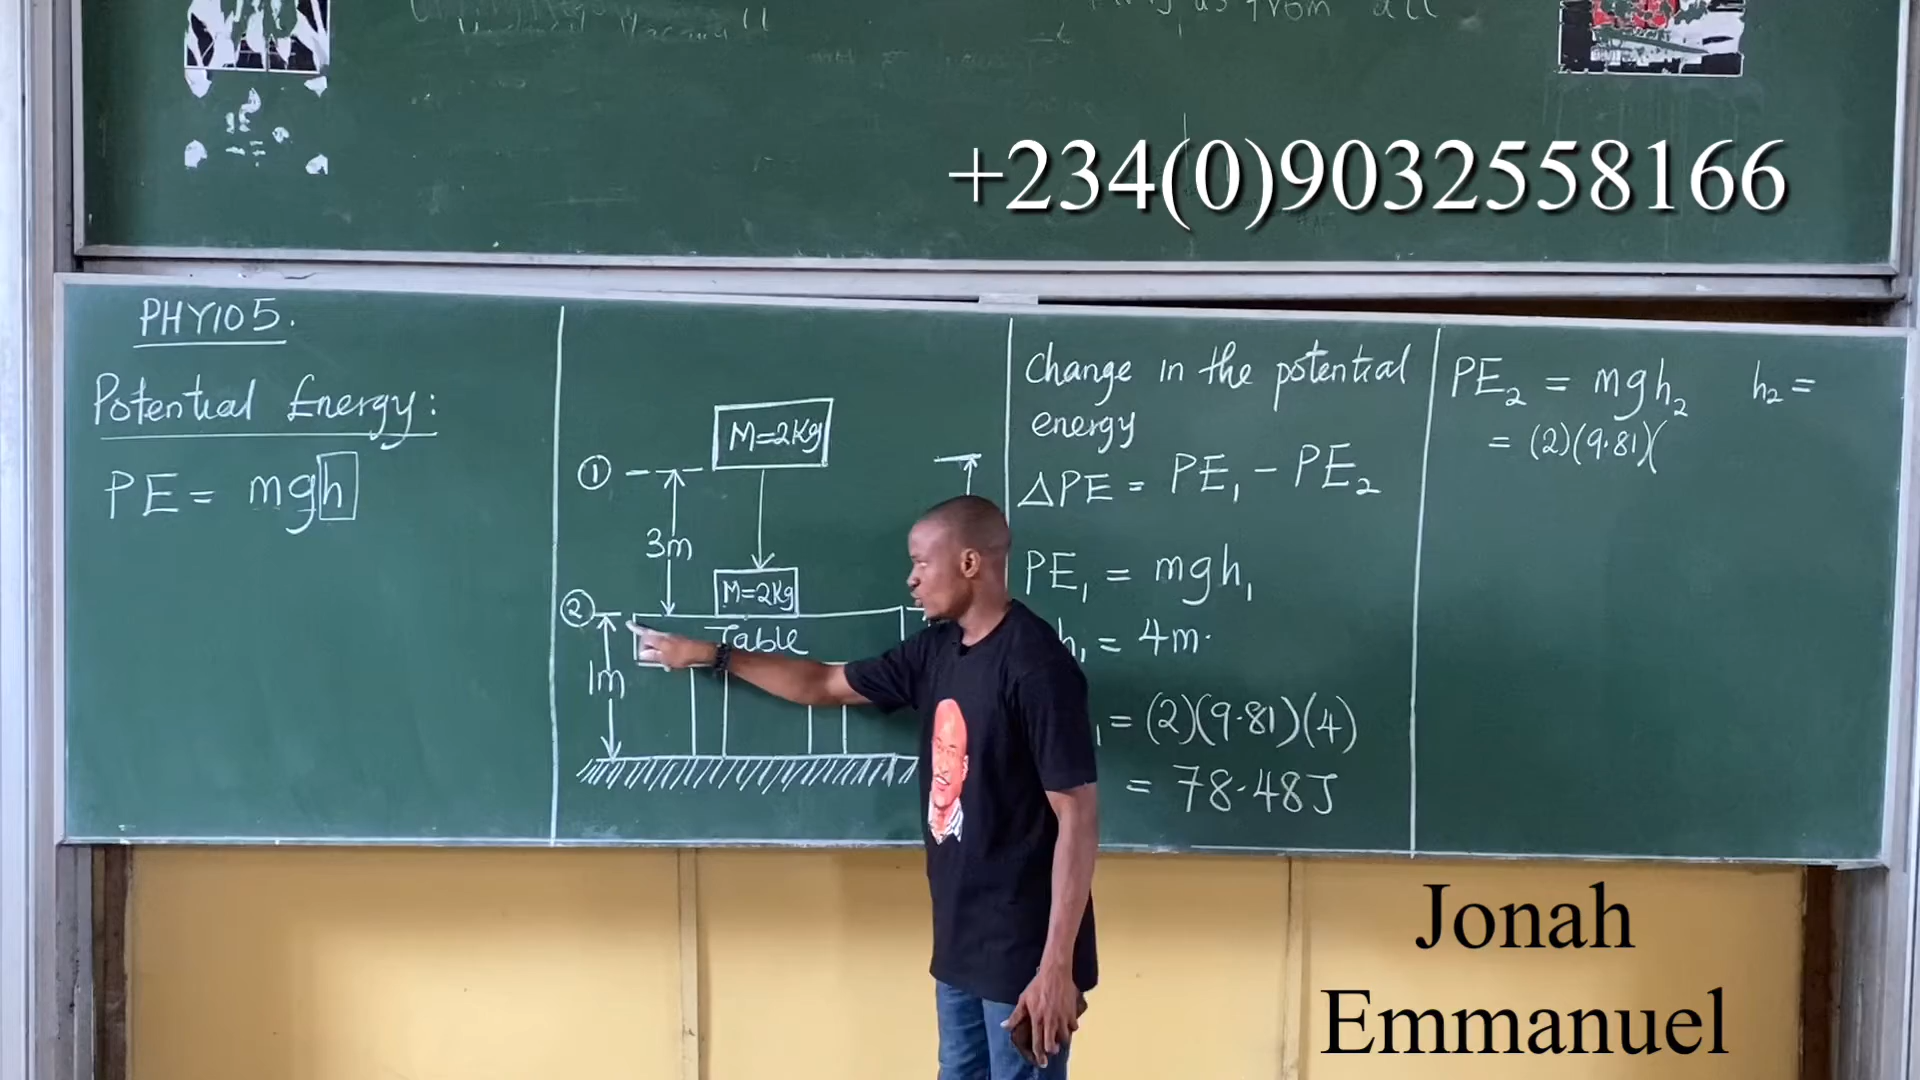 +234(0)9032558166
PHY105.
Potential Energy:
PE = mgh
M=2Kg
①
3m
M=2Kg
②
Table
1m
Change in the potential
energy
ΔPE = PE₁ - PE₂
PE₁ = mgh₁
h₁ = 4m.
₁ = (2)(9.81)(4)
= 78.48J
PE₂ = mgh₂
h₂ =
= (2)(9.81)(
Jonah
Emmanuel